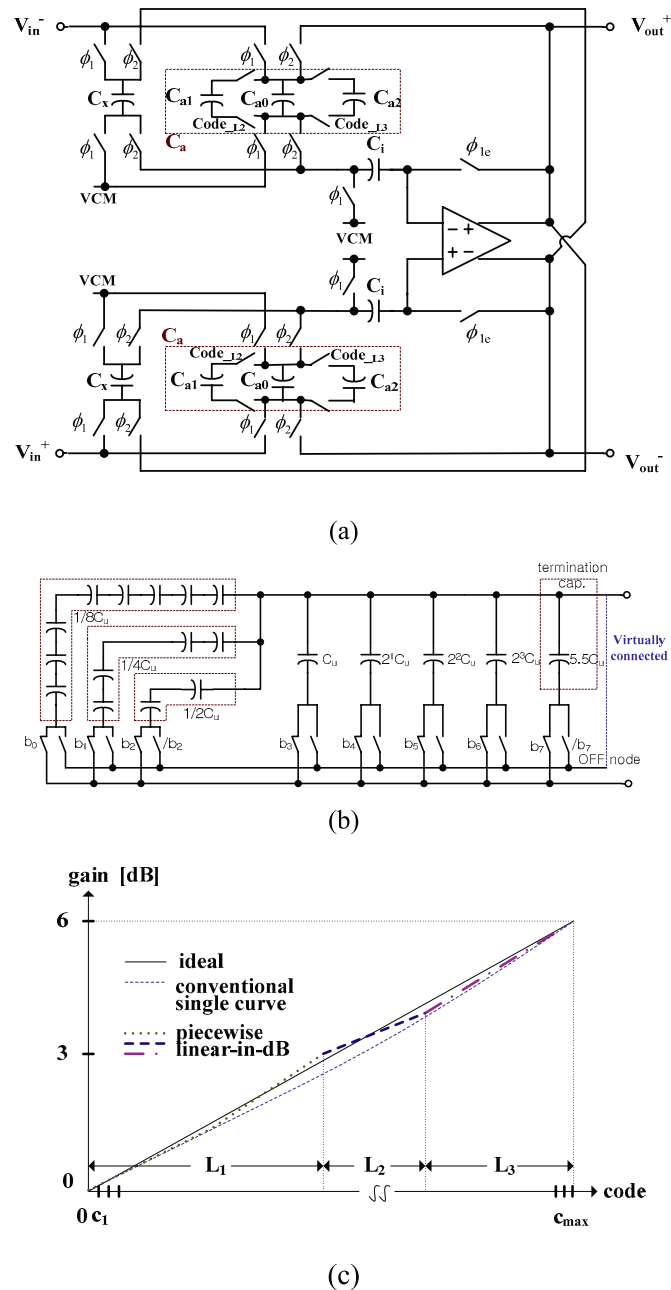 Vin- Vout+
ϕ1 ϕ2 ϕ1 ϕ2
Cx Ca1 Ca0 Ca2
Code_L2 Code_L3
ϕ1 ϕ2 Ca ϕ1 ϕ2 Ci ϕ1e
VCM ϕ1
VCM
- +
+ -
VCM ϕ1 Ci
ϕ1 ϕ2 Ca ϕ1 ϕ2 ϕ1e
Code_L2 Code_L3
Cx Ca1 Ca0 Ca2
ϕ1 ϕ2 ϕ1 ϕ2
Vin+ Vout-
(a)
termination
cap.
1/8Cu
1/4Cu
1/2Cu
Cu 2^1Cu 2^2Cu 2^3Cu 5.5Cu
Virtually
connected
b0 b1 b2 /b2 b3 b4 b5 b6 b7 /b7
OFF node
(b)
gain [dB]
6
ideal
conventional
single curve
piecewise
linear-in-dB
3
L1 L2 L3
0
code
0 c1 cmax
(c)